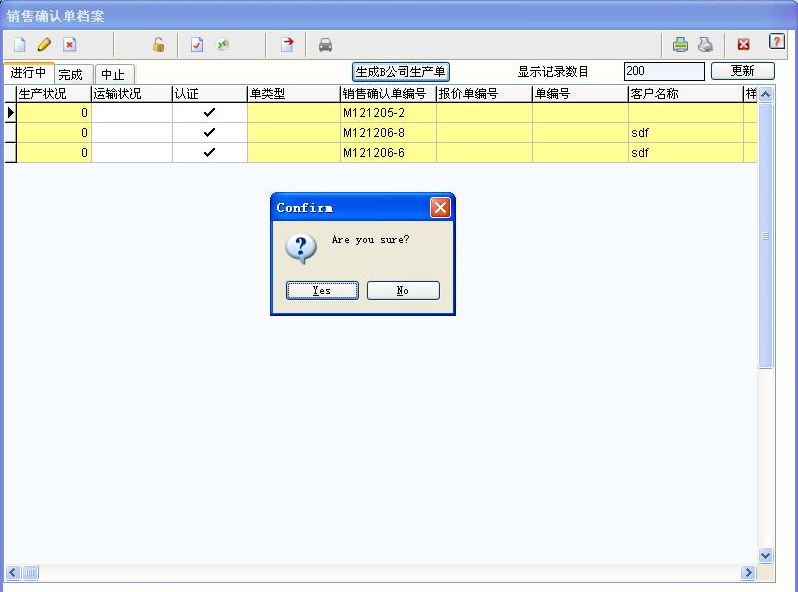 销售确认单档案
进行中 完成 中止 生成B公司生产单 显示记录数目 200 更新
生产状况 运输状况 认证 单类型 销售确认单编号 报价单编号 单编号 客户名称 样
0 M121205-2
0 M121206-8 sdf
0 M121206-6 sdf
Confirm
Are you sure?
Yes No